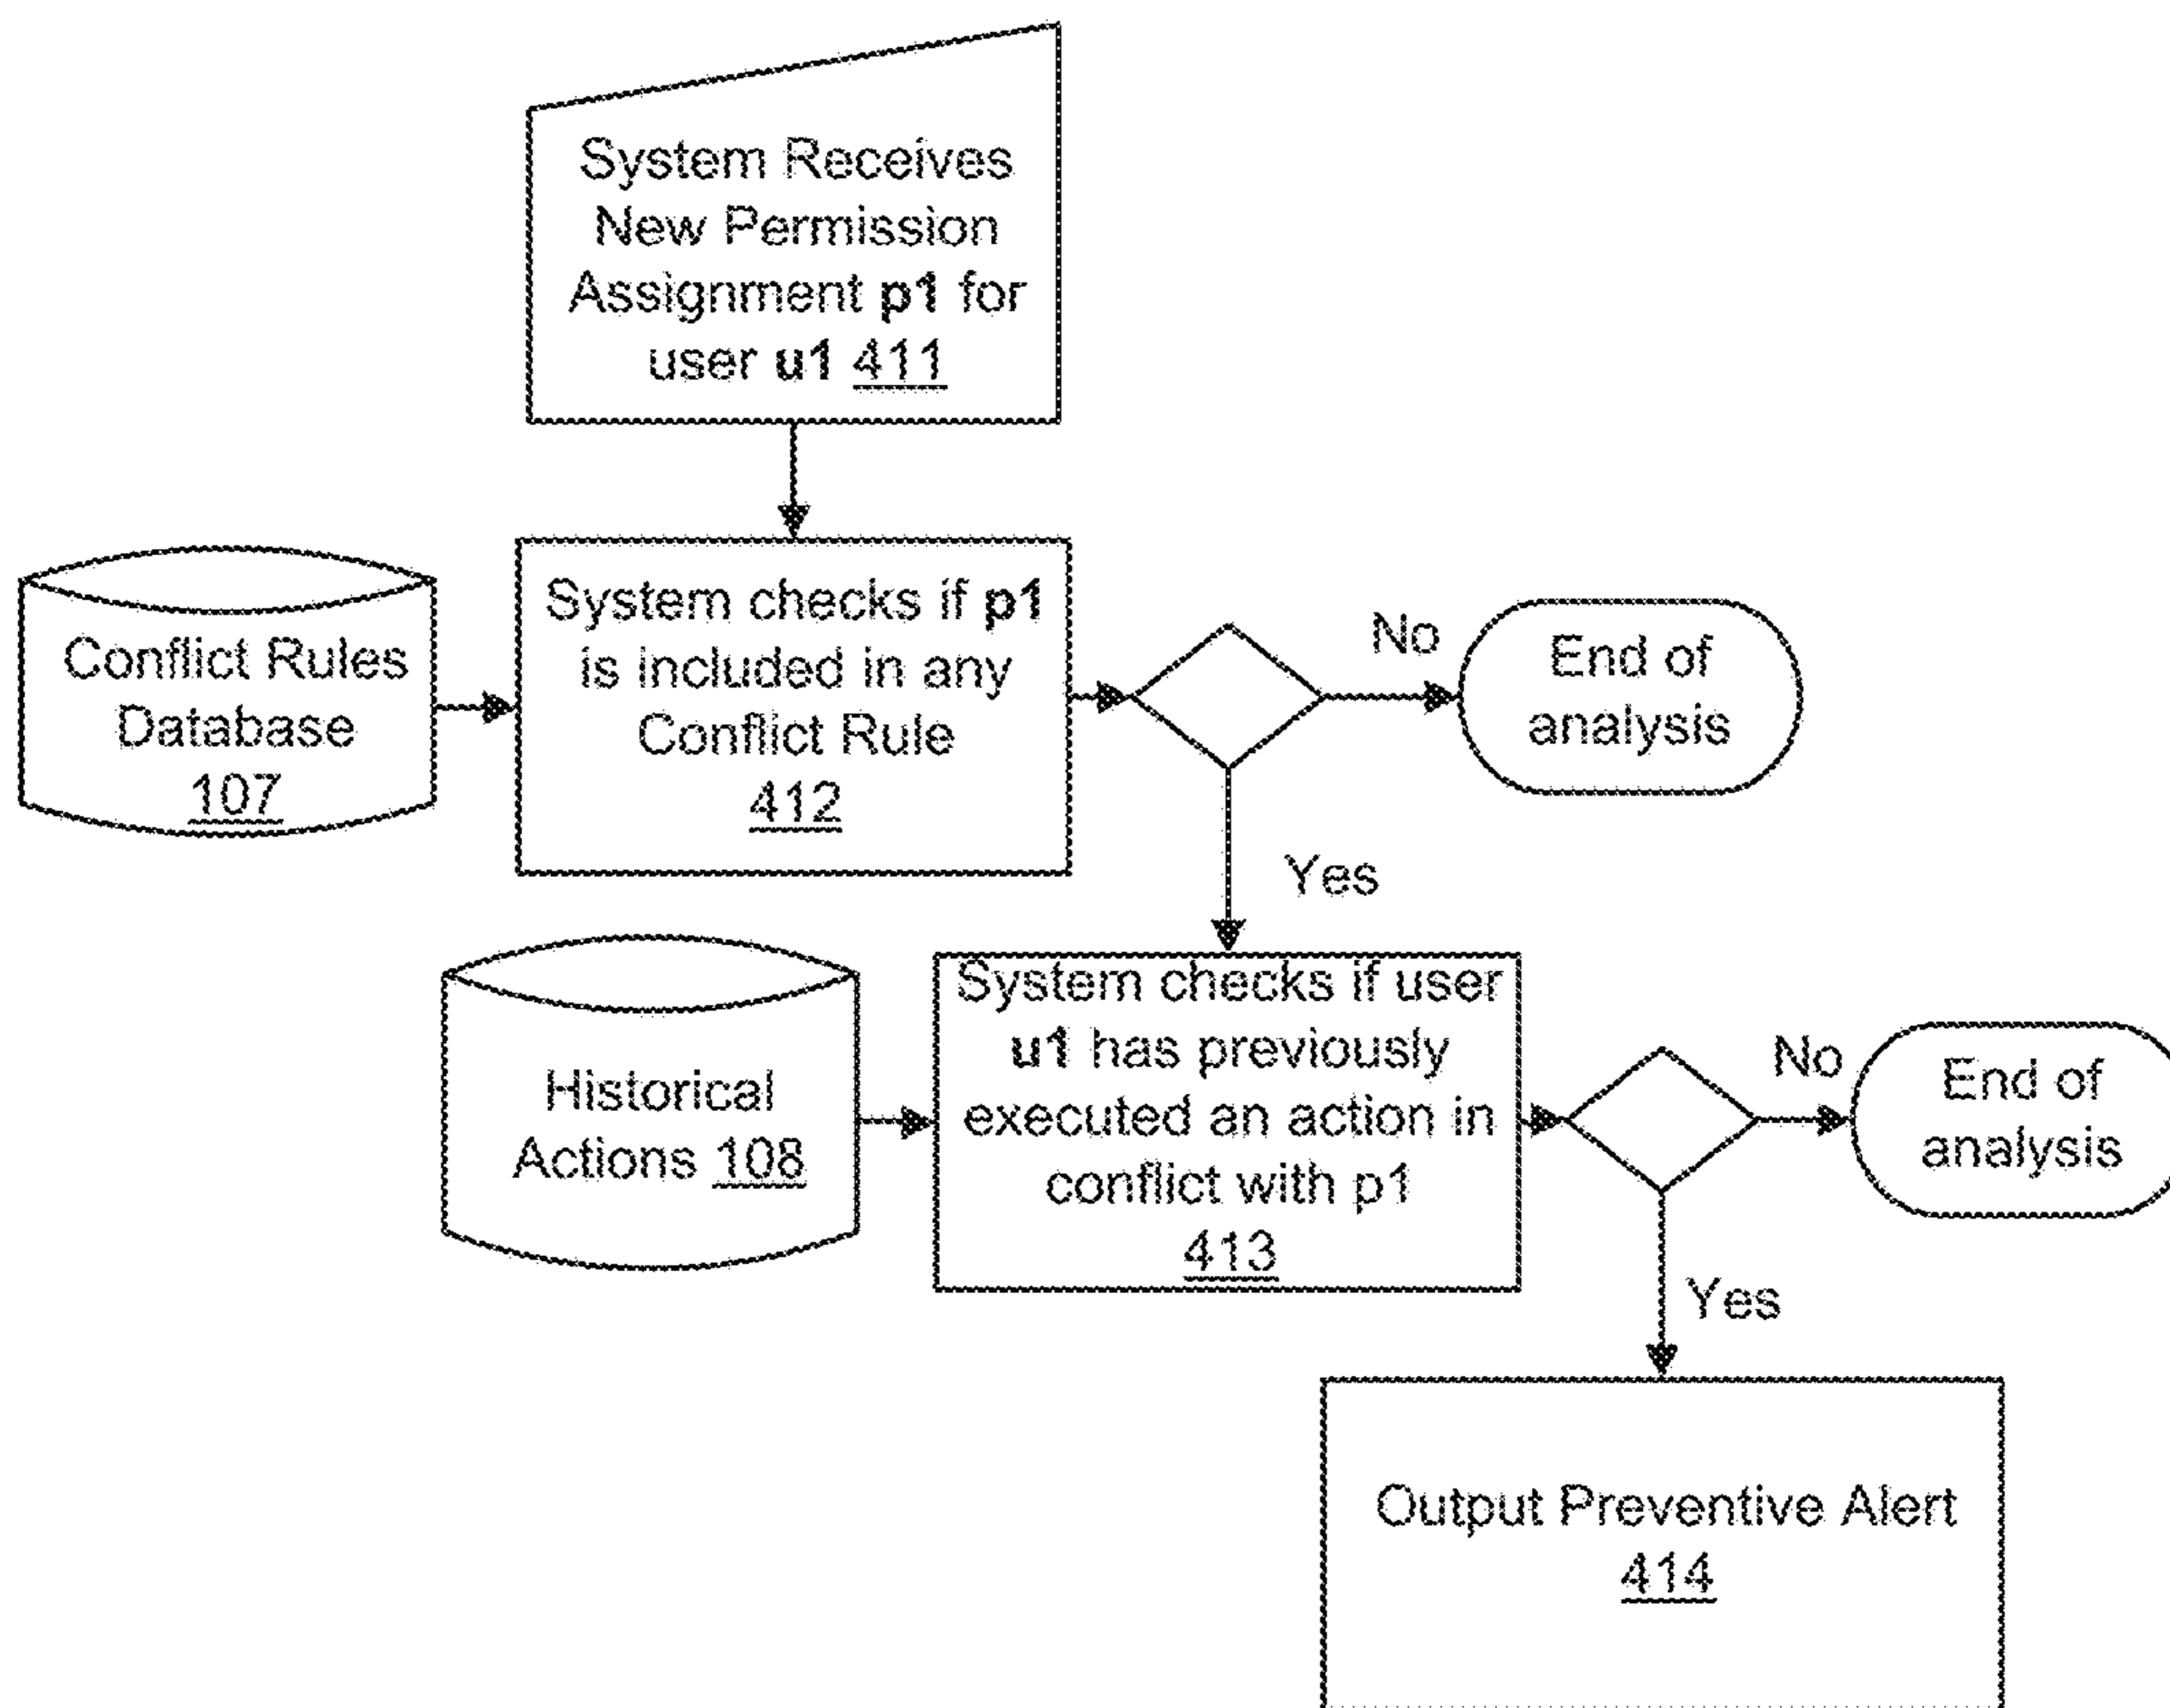 System Receives
New Permission
Assignment p1 for
user u1 411
Conflict Rules
Database
107
System checks if p1
is included in any
Conflict Rule
412
No
End of
analysis
Yes
Historical
Actions 108
System checks if user
u1 has previously
executed an action in
conflict with p1
413
No
End of
analysis
Yes
Output Preventive Alert
414